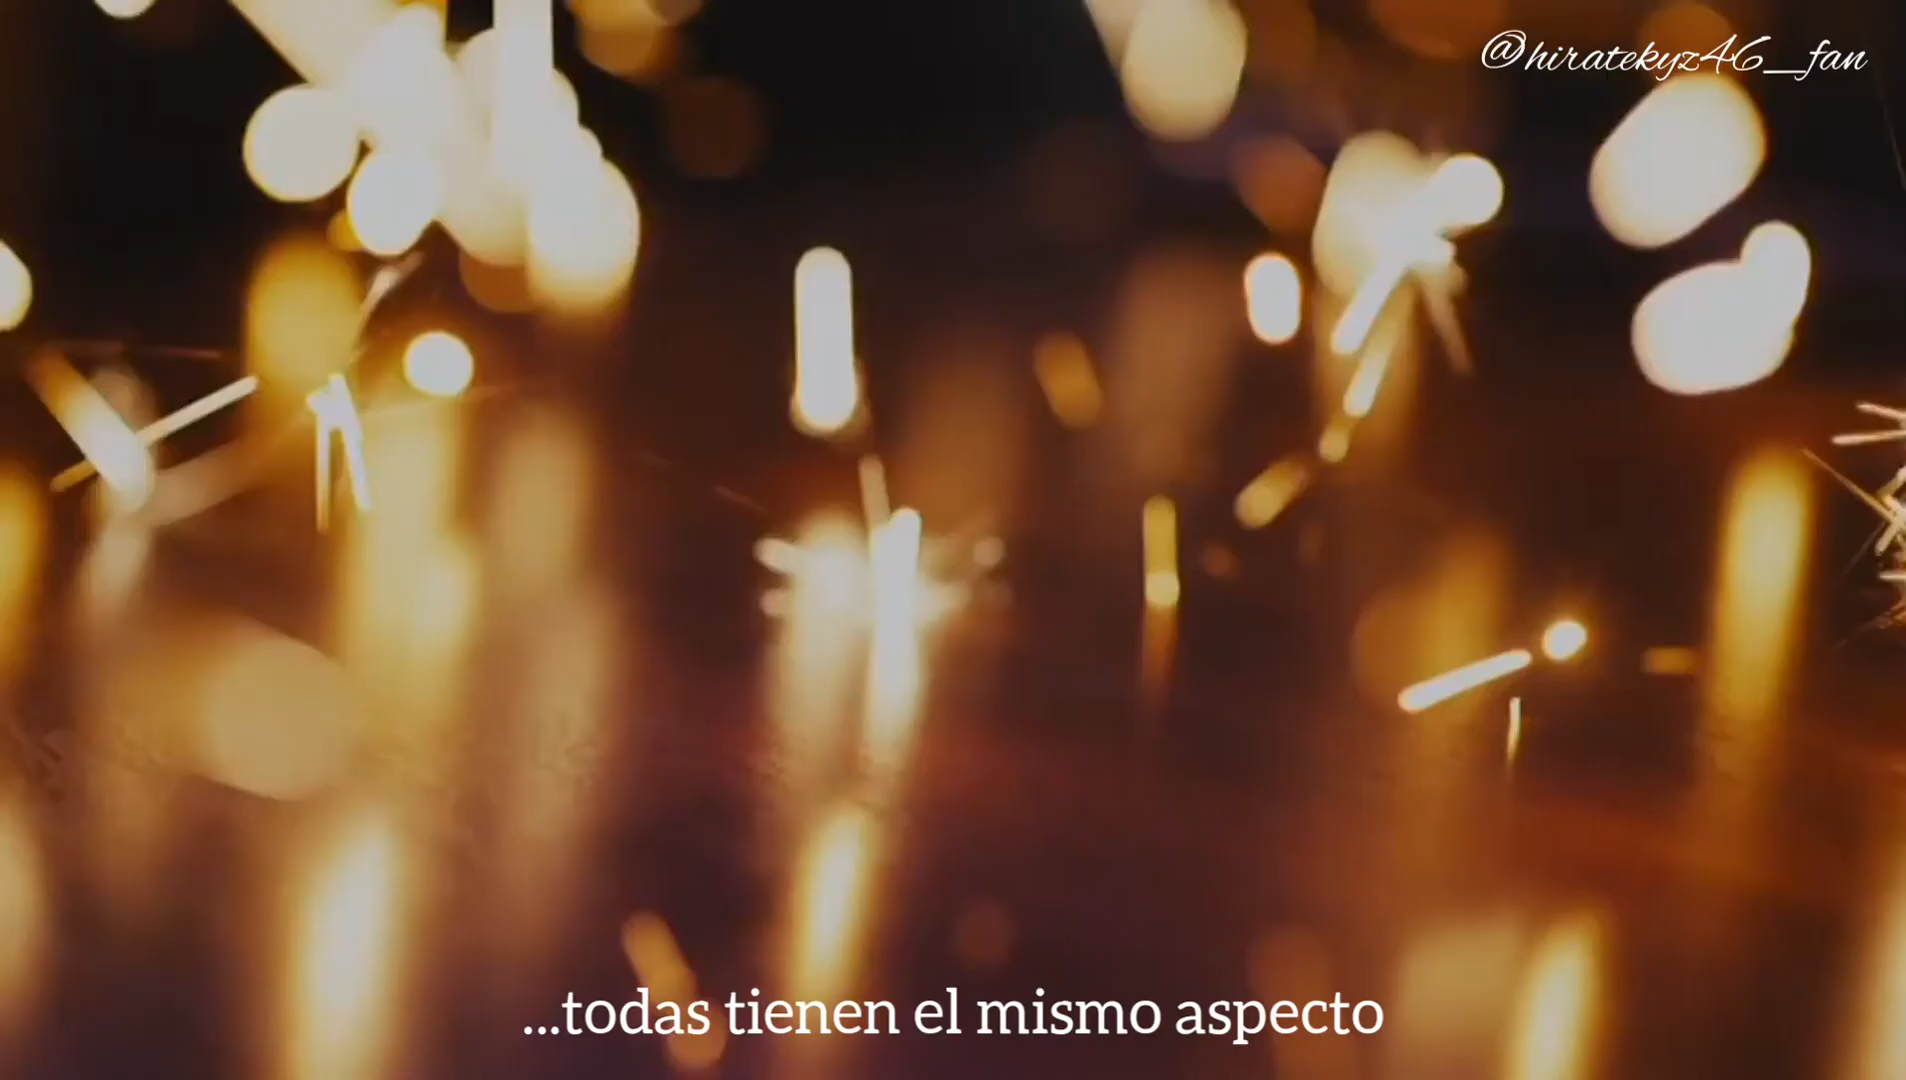 @hiratekyz46_fan
...todas tienen el mismo aspecto